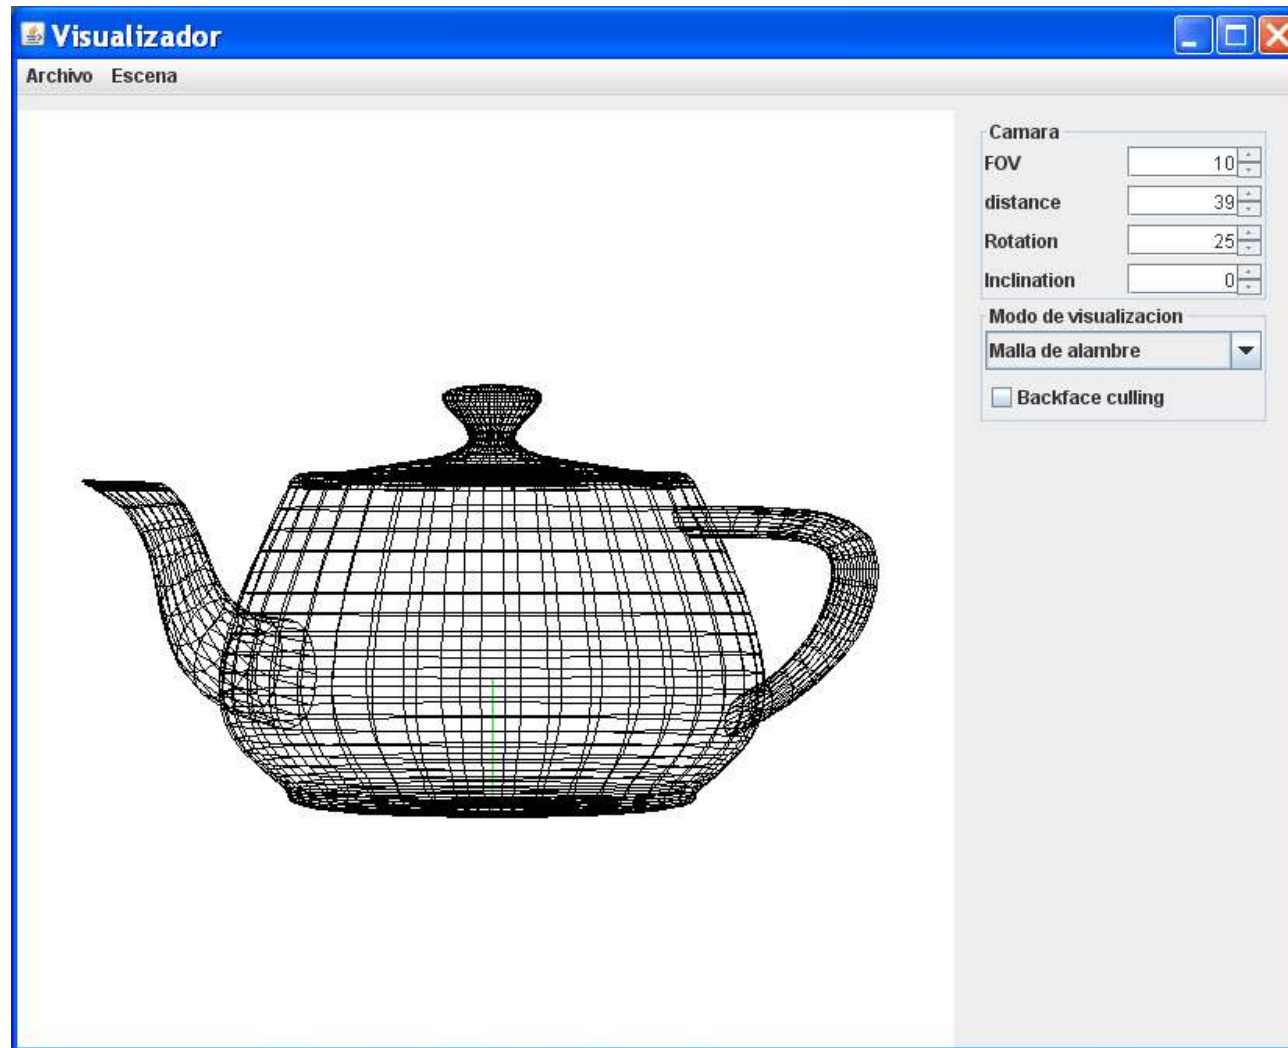 Visualizador
Archivo Escena
Camara
FOV 10
distance 39
Rotation 25
Inclination 0
Modo de visualizacion
Malla de alambre
Backface culling